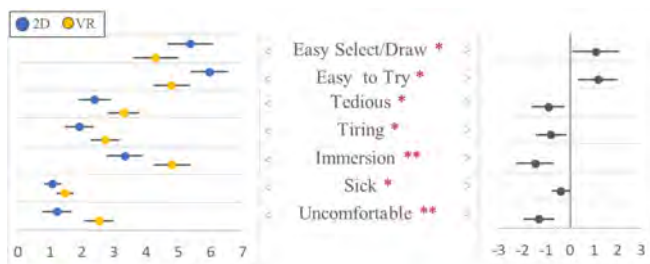 2D VR
Easy Select/Draw *
Easy to Try *
Tedious *
Tiring *
Immersion **
Sick *
Uncomfortable **
0 1 2 3 4 5 6 7
-3 -2 -1 0 1 2 3